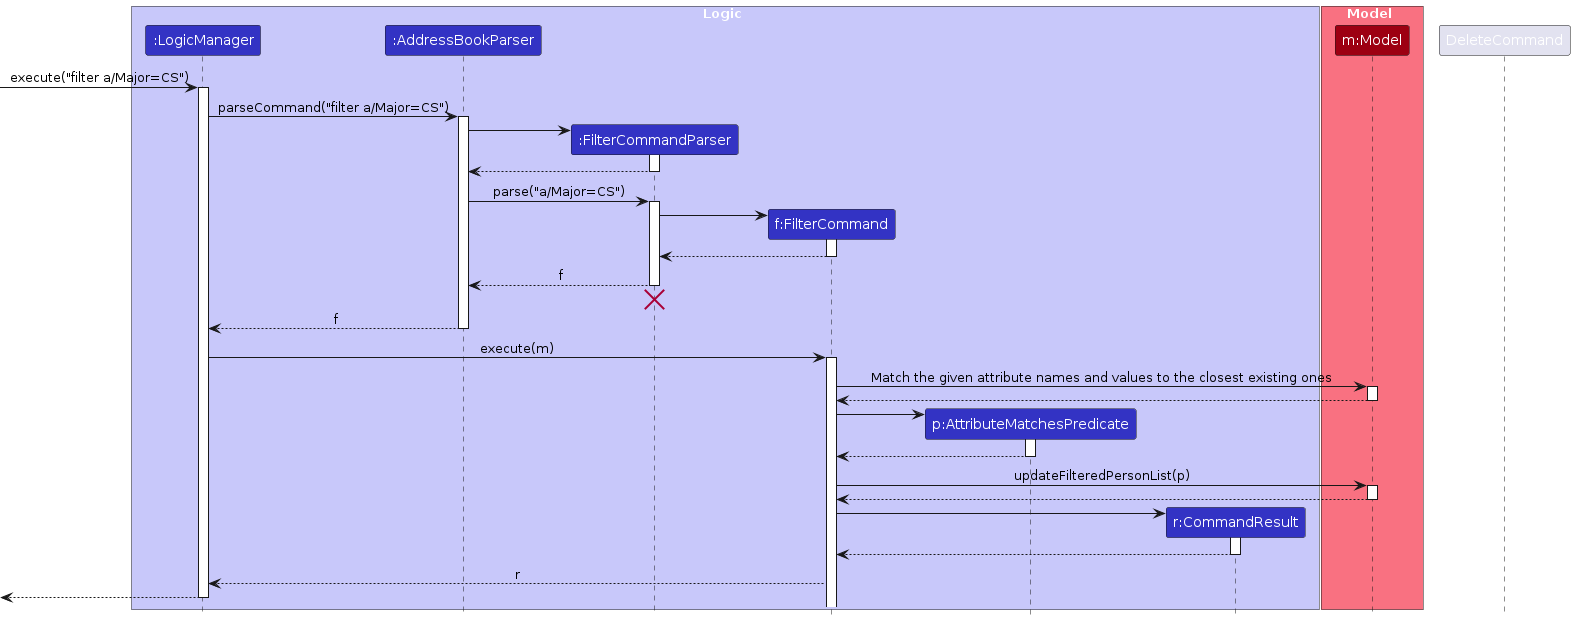 Logic
Model
:LogicManager
:AddressBookParser
m:Model
DeleteCommand
execute("filter a/Major=CS")
parseCommand("filter a/Major=CS")
:FilterCommandParser
parse("a/Major=CS")
f:FilterCommand
f
f
execute(m)
Match the given attribute names and values to the closest existing ones
p:AttributeMatchesPredicate
updateFilteredPersonList(p)
r:CommandResult
r